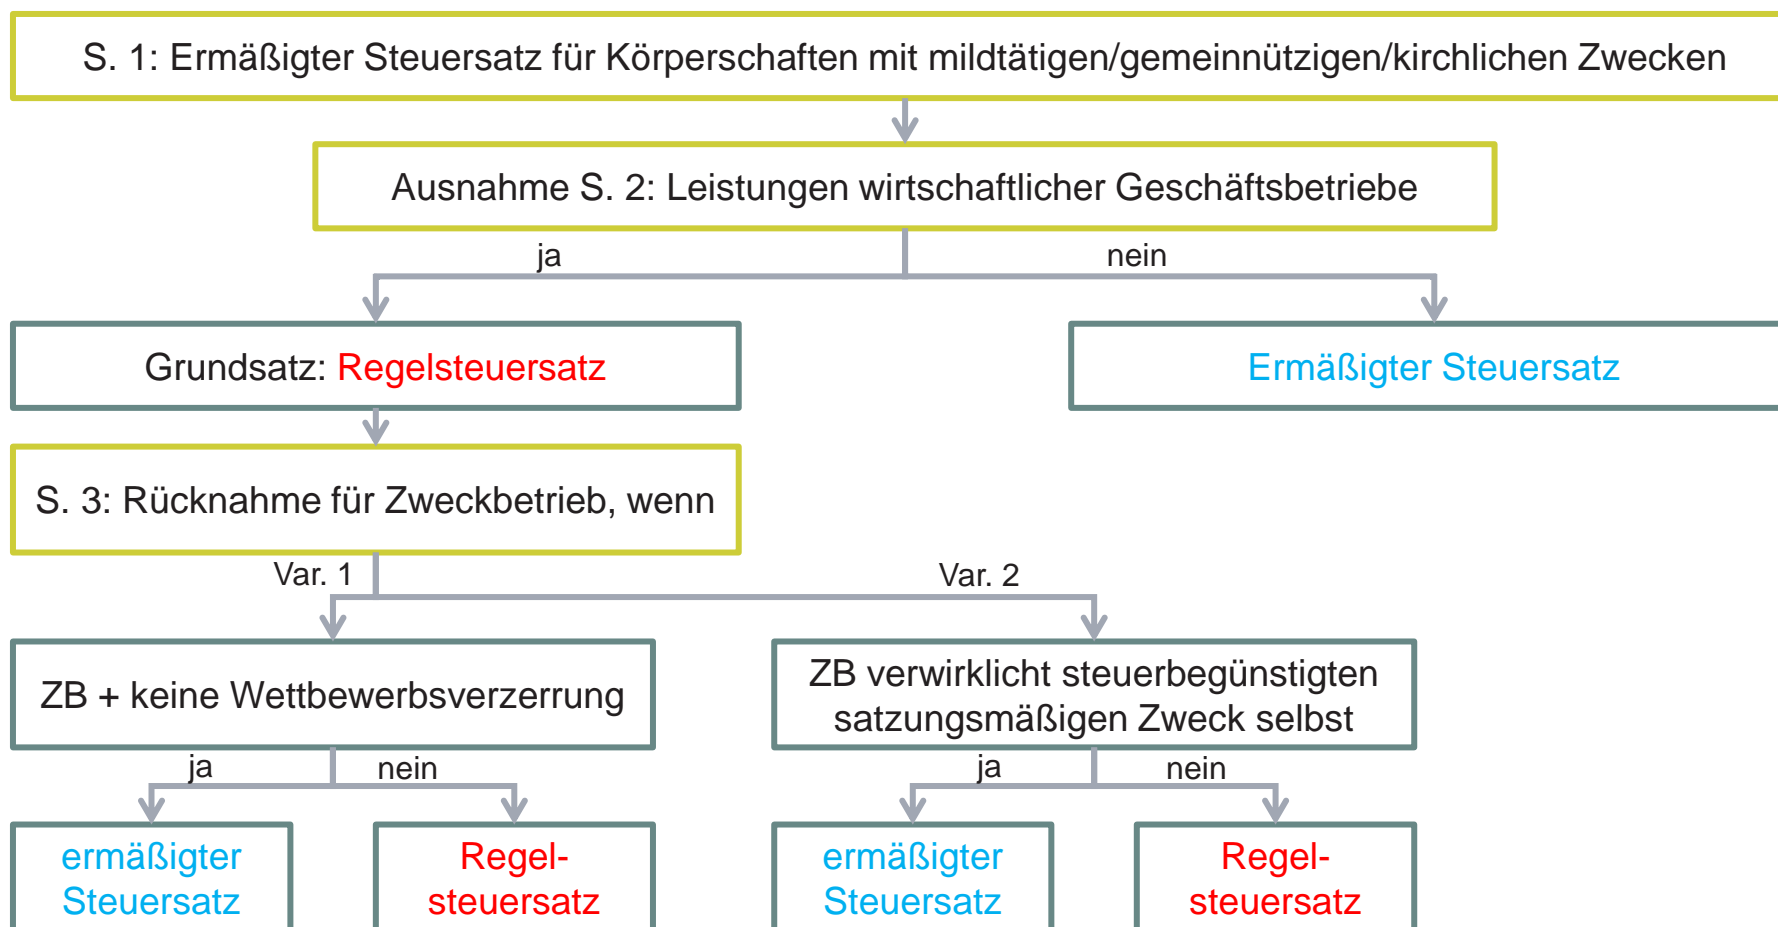 S. 1: Ermäßigter Steuersatz für Körperschaften mit mildtätigen/gemeinnützigen/kirchlichen Zwecken
Ausnahme S. 2: Leistungen wirtschaftlicher Geschäftsbetriebe
ja
nein
Grundsatz: Regelsteuersatz
Ermäßigter Steuersatz
S. 3: Rücknahme für Zweckbetrieb, wenn
Var. 1
Var. 2
ZB + keine Wettbewerbsverzerrung
ZB verwirklicht steuerbegünstigten
satzungsmäßigen Zweck selbst
ja
nein
ja
nein
ermäßigter
Steuersatz
Regel-
steuersatz
ermäßigter
Steuersatz
Regel-
steuersatz